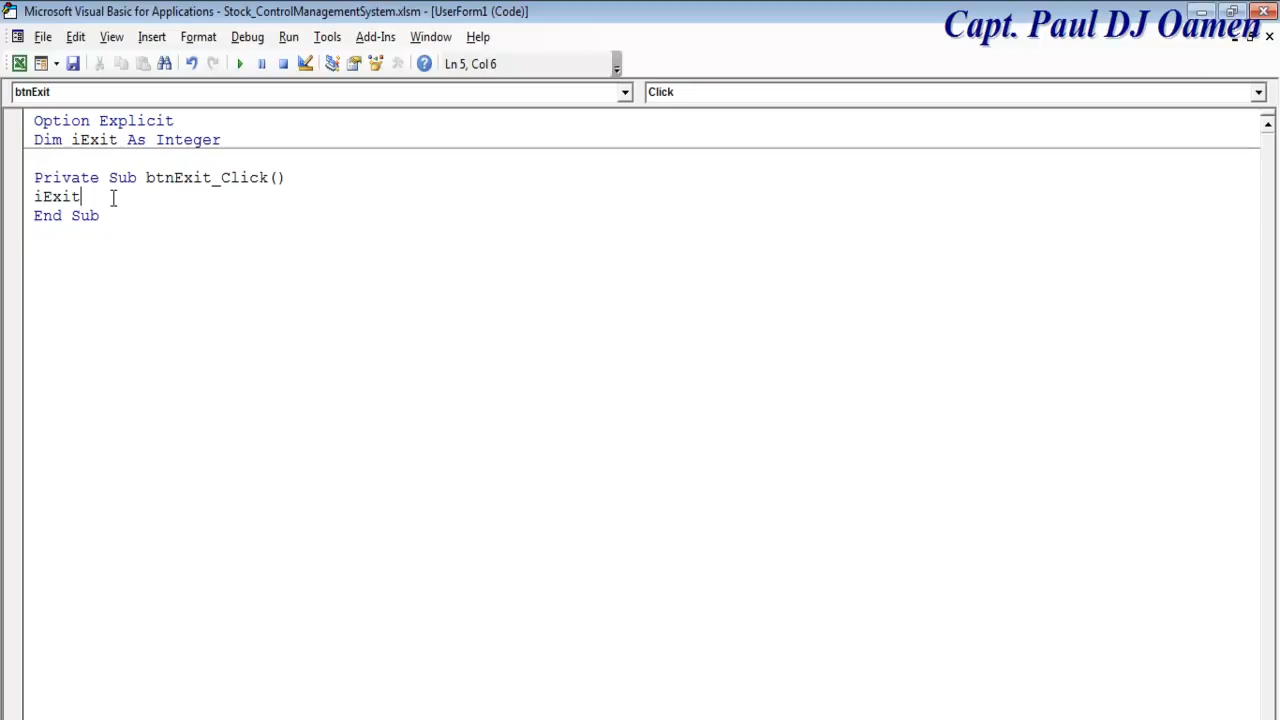 Microsoft Visual Basic for Applications - Stock_ControlManagementSystem.xlsm - [UserForm1 (Code)]
Capt. Paul DJ Oamen
File Edit View Insert Format Debug Run Tools Add-Ins Window Help
Ln 5, Col 6
btnExit Click
Option Explicit
Dim iExit As Integer
Private Sub btnExit_Click()
iExit
End Sub